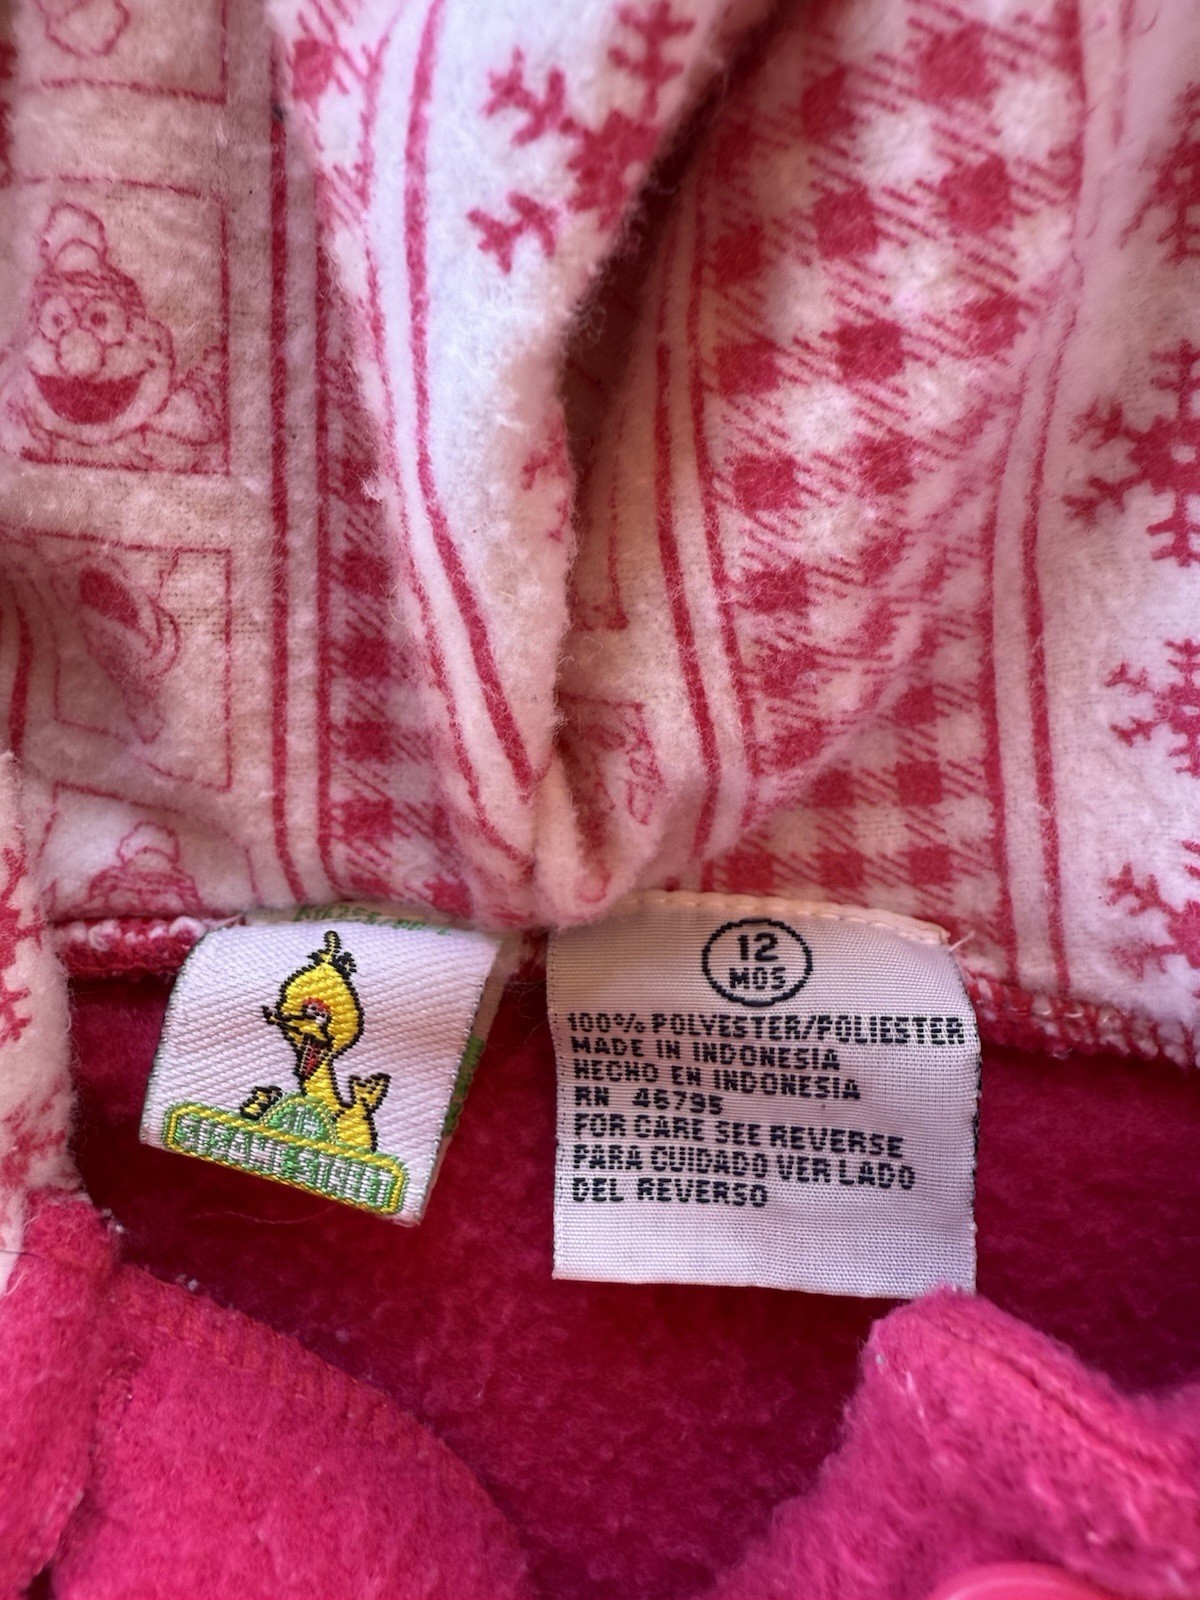 SESAME STREET
12
MOS
100% POLYESTER/POLIESTER
MADE IN INDONESIA
HECHO EN INDONESIA
RN 46795
FOR CARE SEE REVERSE
PARA CUIDADO VER LADO
DEL REVERSO